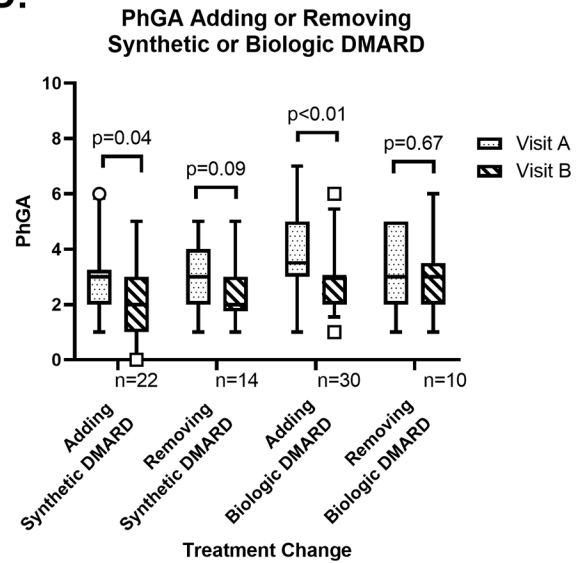 PhGA Adding or Removing
Synthetic or Biologic DMARD
10
8
6
4
2
0
PhGA
p=0.04
p=0.09
p<0.01
p=0.67
Visit A
Visit B
n=22
n=14
n=30
n=10
Adding
Synthetic DMARD
Removing
Synthetic DMARD
Adding
Biologic DMARD
Removing
Biologic DMARD
Treatment Change